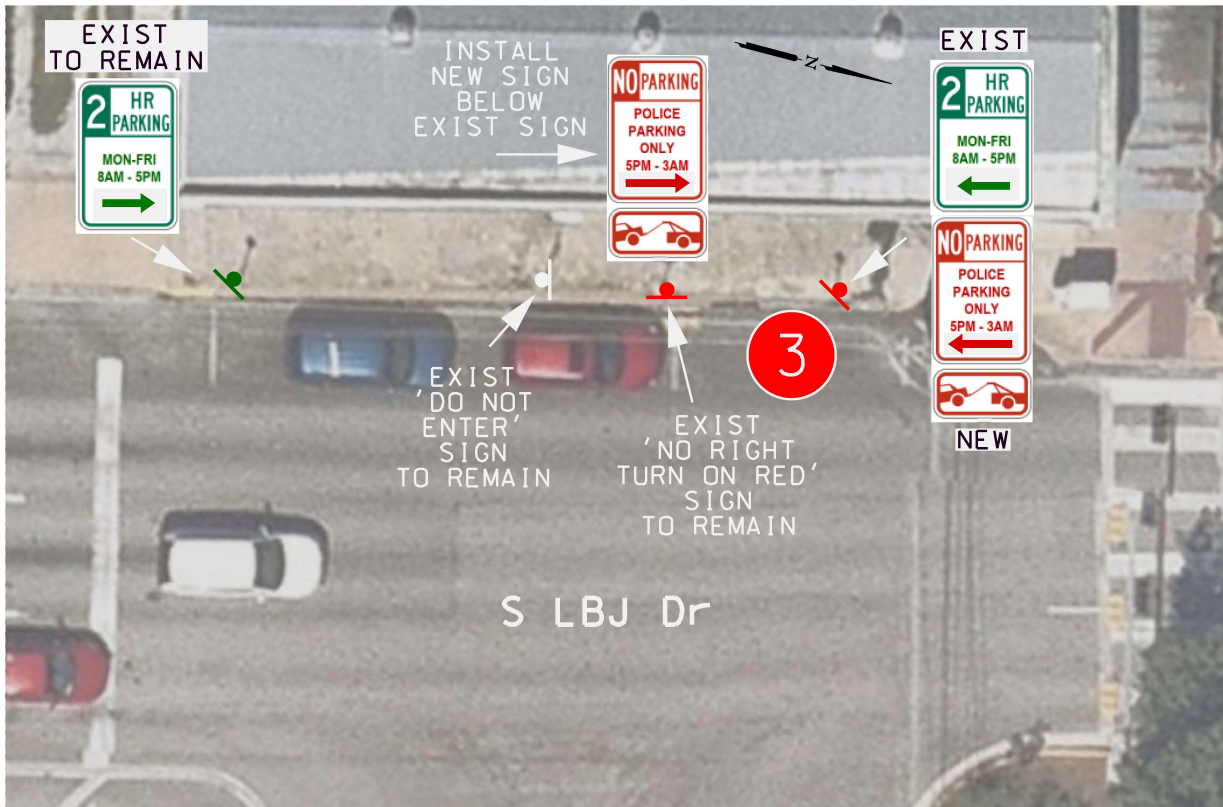 EXIST
TO REMAIN
2 HR
PARKING
MON-FRI
8AM - 5PM
INSTALL
NEW SIGN
BELOW
EXIST SIGN
NO PARKING
POLICE
PARKING
ONLY
5PM - 3AM
N
EXIST
2 HR
PARKING
MON-FRI
8AM - 5PM
NO PARKING
POLICE
PARKING
ONLY
5PM - 3AM
NEW
3
EXIST
'DO NOT
ENTER'
SIGN
TO REMAIN
EXIST
'NO RIGHT
TURN ON RED'
SIGN
TO REMAIN
S LBJ Dr